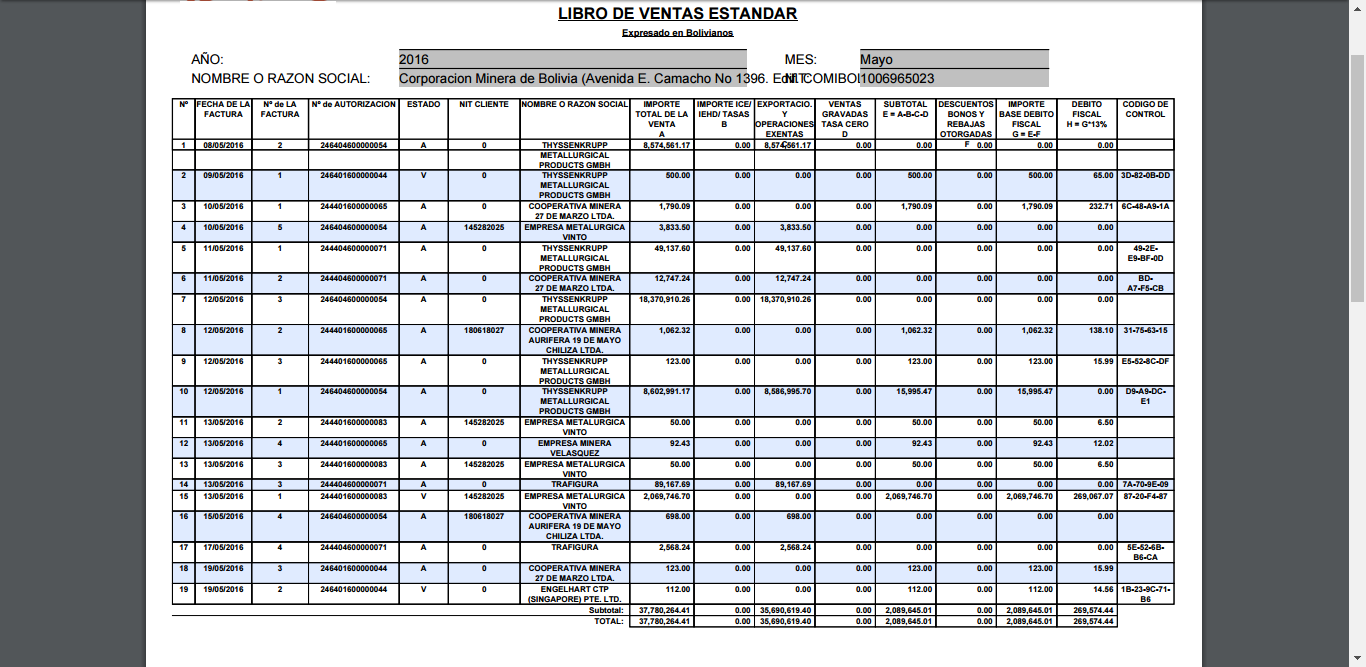 LIBRO DE VENTAS ESTANDAR
Expresado en Bolivianos
AÑO: 2016 MES: Mayo
NOMBRE O RAZON SOCIAL: Corporacion Minera de Bolivia (Avenida E. Camacho No 1396. Edif. COMIBOL NIT: 1006965023
Nº FECHA DE LA FACTURA Nº de LA FACTURA Nº de AUTORIZACION ESTADO NIT CLIENTE NOMBRE O RAZON SOCIAL IMPORTE TOTAL DE LA VENTA A IMPORTE ICE/ IEHD/ TASAS B EXPORTACIO. Y OPERACIONES EXENTAS C VENTAS GRAVADAS TASA CERO D SUBTOTAL E = A-B-C-D DESCUENTOS BONOS Y REBAJAS OTORGADAS F IMPORTE BASE DEBITO FISCAL G = E-F DEBITO FISCAL H = G*13% CODIGO DE CONTROL
1 08/05/2016 2 246404600000054 A 0 THYSSENKRUPP METALLURGICAL PRODUCTS GMBH 8,574,561.17 0.00 8,574,561.17 0.00 0.00 0.00 0.00 0.00
2 09/05/2016 1 246401600000044 V 0 THYSSENKRUPP METALLURGICAL PRODUCTS GMBH 500.00 0.00 0.00 0.00 500.00 0.00 500.00 65.00 3D-82-0B-DD
3 10/05/2016 1 244401600000065 A 0 COOPERATIVA MINERA 27 DE MARZO LTDA. 1,790.09 0.00 0.00 0.00 1,790.09 0.00 1,790.09 232.71 6C-48-A9-1A
4 10/05/2016 5 246404600000054 A 145282025 EMPRESA METALURGICA VINTO 3,833.50 0.00 3,833.50 0.00 0.00 0.00 0.00 0.00
5 11/05/2016 1 244404600000071 A 0 THYSSENKRUPP METALLURGICAL PRODUCTS GMBH 49,137.60 0.00 49,137.60 0.00 0.00 0.00 0.00 0.00 49-2E-E9-BF-0D
6 11/05/2016 2 244404600000071 A 0 COOPERATIVA MINERA 27 DE MARZO LTDA. 12,747.24 0.00 12,747.24 0.00 0.00 0.00 0.00 0.00 BD-A7-F5-CB
7 12/05/2016 3 246404600000054 A 0 THYSSENKRUPP METALLURGICAL PRODUCTS GMBH 18,370,910.26 0.00 18,370,910.26 0.00 0.00 0.00 0.00 0.00
8 12/05/2016 2 244401600000065 A 180618027 COOPERATIVA MINERA AURIFERA 19 DE MAYO CHILIZA LTDA. 1,062.32 0.00 0.00 0.00 1,062.32 0.00 1,062.32 138.10 31-75-63-15
9 12/05/2016 3 244401600000065 A 0 THYSSENKRUPP METALLURGICAL PRODUCTS GMBH 123.00 0.00 0.00 0.00 123.00 0.00 123.00 15.99 E5-52-8C-DF
10 12/05/2016 1 246404600000054 A 0 THYSSENKRUPP METALLURGICAL PRODUCTS GMBH 8,602,991.17 0.00 8,586,995.70 0.00 15,995.47 0.00 15,995.47 0.00 D9-A9-DC-E1
11 13/05/2016 2 244401600000083 A 145282025 EMPRESA METALURGICA VINTO 50.00 0.00 0.00 0.00 50.00 0.00 50.00 6.50
12 13/05/2016 4 244401600000065 A 0 EMPRESA MINERA VELASQUEZ 92.43 0.00 0.00 0.00 92.43 0.00 92.43 12.02
13 13/05/2016 3 244401600000083 A 145282025 EMPRESA METALURGICA VINTO 50.00 0.00 0.00 0.00 50.00 0.00 50.00 6.50
14 13/05/2016 3 244404600000071 A 0 TRAFIGURA 89,167.69 0.00 89,167.69 0.00 0.00 0.00 0.00 0.00 7A-70-9E-09
15 13/05/2016 1 244401600000083 V 145282025 EMPRESA METALURGICA VINTO 2,069,746.70 0.00 0.00 0.00 2,069,746.70 0.00 2,069,746.70 269,067.07 87-20-F4-87
16 15/05/2016 4 246404600000054 A 180618027 COOPERATIVA MINERA AURIFERA 19 DE MAYO CHILIZA LTDA. 698.00 0.00 698.00 0.00 0.00 0.00 0.00 0.00
17 17/05/2016 4 244404600000071 A 0 TRAFIGURA 2,568.24 0.00 2,568.24 0.00 0.00 0.00 0.00 0.00 5E-52-6B-B6-CA
18 19/05/2016 3 246401600000044 A 0 COOPERATIVA MINERA 27 DE MARZO LTDA. 123.00 0.00 0.00 0.00 123.00 0.00 123.00 15.99
19 19/05/2016 2 246401600000044 V 0 ENGELHART CTP (SINGAPORE) PTE. LTD. 112.00 0.00 0.00 0.00 112.00 0.00 112.00 14.56 1B-23-9C-71-B6
Subtotal: 37,780,264.41 0.00 35,690,619.40 0.00 2,089,645.01 0.00 2,089,645.01 269,574.44
TOTAL: 37,780,264.41 0.00 35,690,619.40 0.00 2,089,645.01 0.00 2,089,645.01 269,574.44